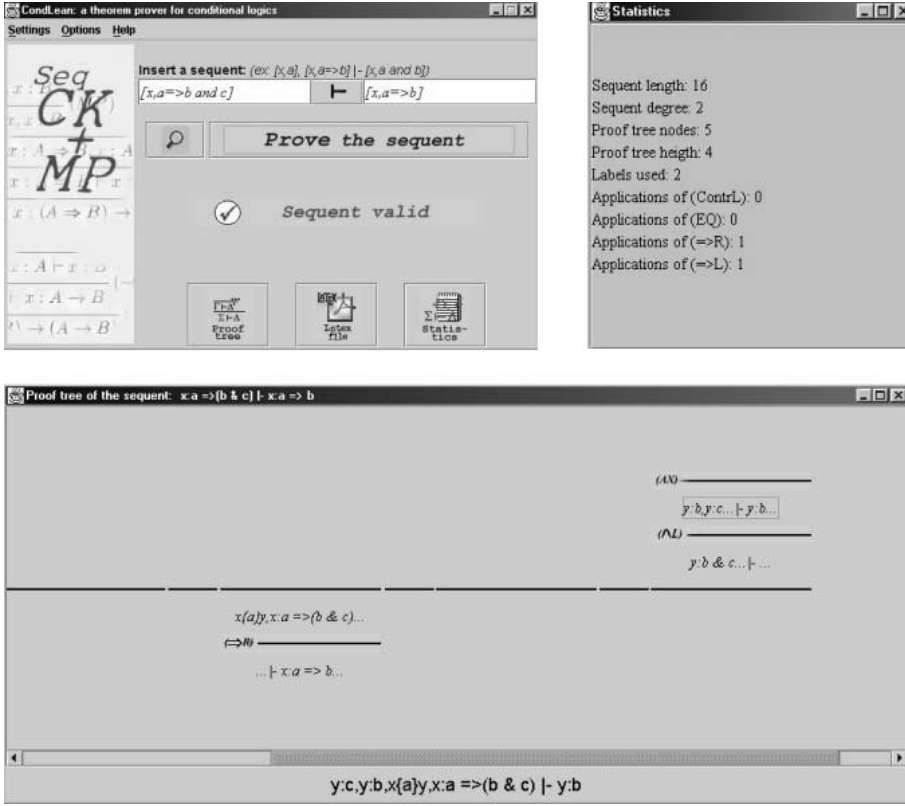 CondLean: a theorem prover for conditional logics
Settings Options Help
Seq
CK
+
MP
Insert a sequent: (ex: [x,a], [x,a=>b] |- [x,a and b])
[x,a=>b and c] ⊢ [x,a=>b]
Prove the sequent
Sequent valid
Proof
tree
Latex
file
Σ⊢Δ
Statis-
tics
Statistics
Sequent length: 16
Sequent degree: 2
Proof tree nodes: 5
Proof tree heigth: 4
Labels used: 2
Applications of (ContrL): 0
Applications of (EQ): 0
Applications of (=>R): 1
Applications of (=>L): 1
Proof tree of the sequent: x:a =>(b & c) |- x:a => b
(AX)
y:b,y:c...|- y:b...
(∧L)
y:b & c...|- ...
x{a}y,x:a =>(b & c)...
(⇒R)
...|- x:a => b...
y:c,y:b,x{a}y,x:a =>(b & c) |- y:b